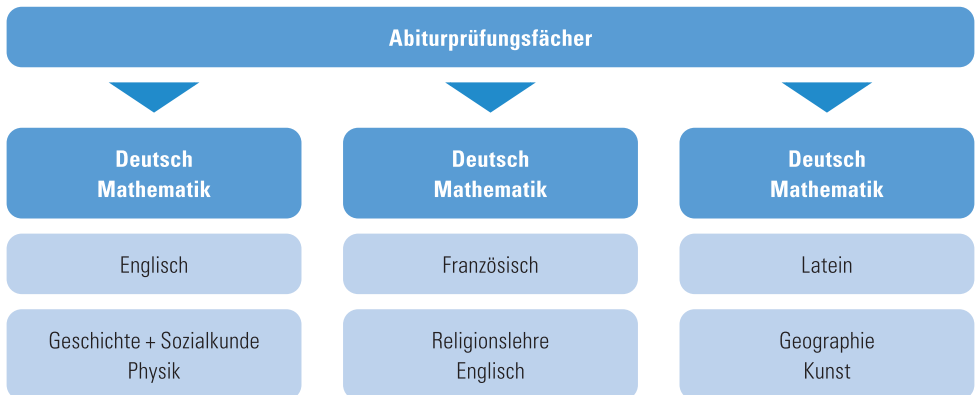 Abiturprüfungsfächer
Deutsch
Mathematik
Englisch
Geschichte + Sozialkunde
Physik
Deutsch
Mathematik
Französisch
Religionslehre
Englisch
Deutsch
Mathematik
Latein
Geographie
Kunst